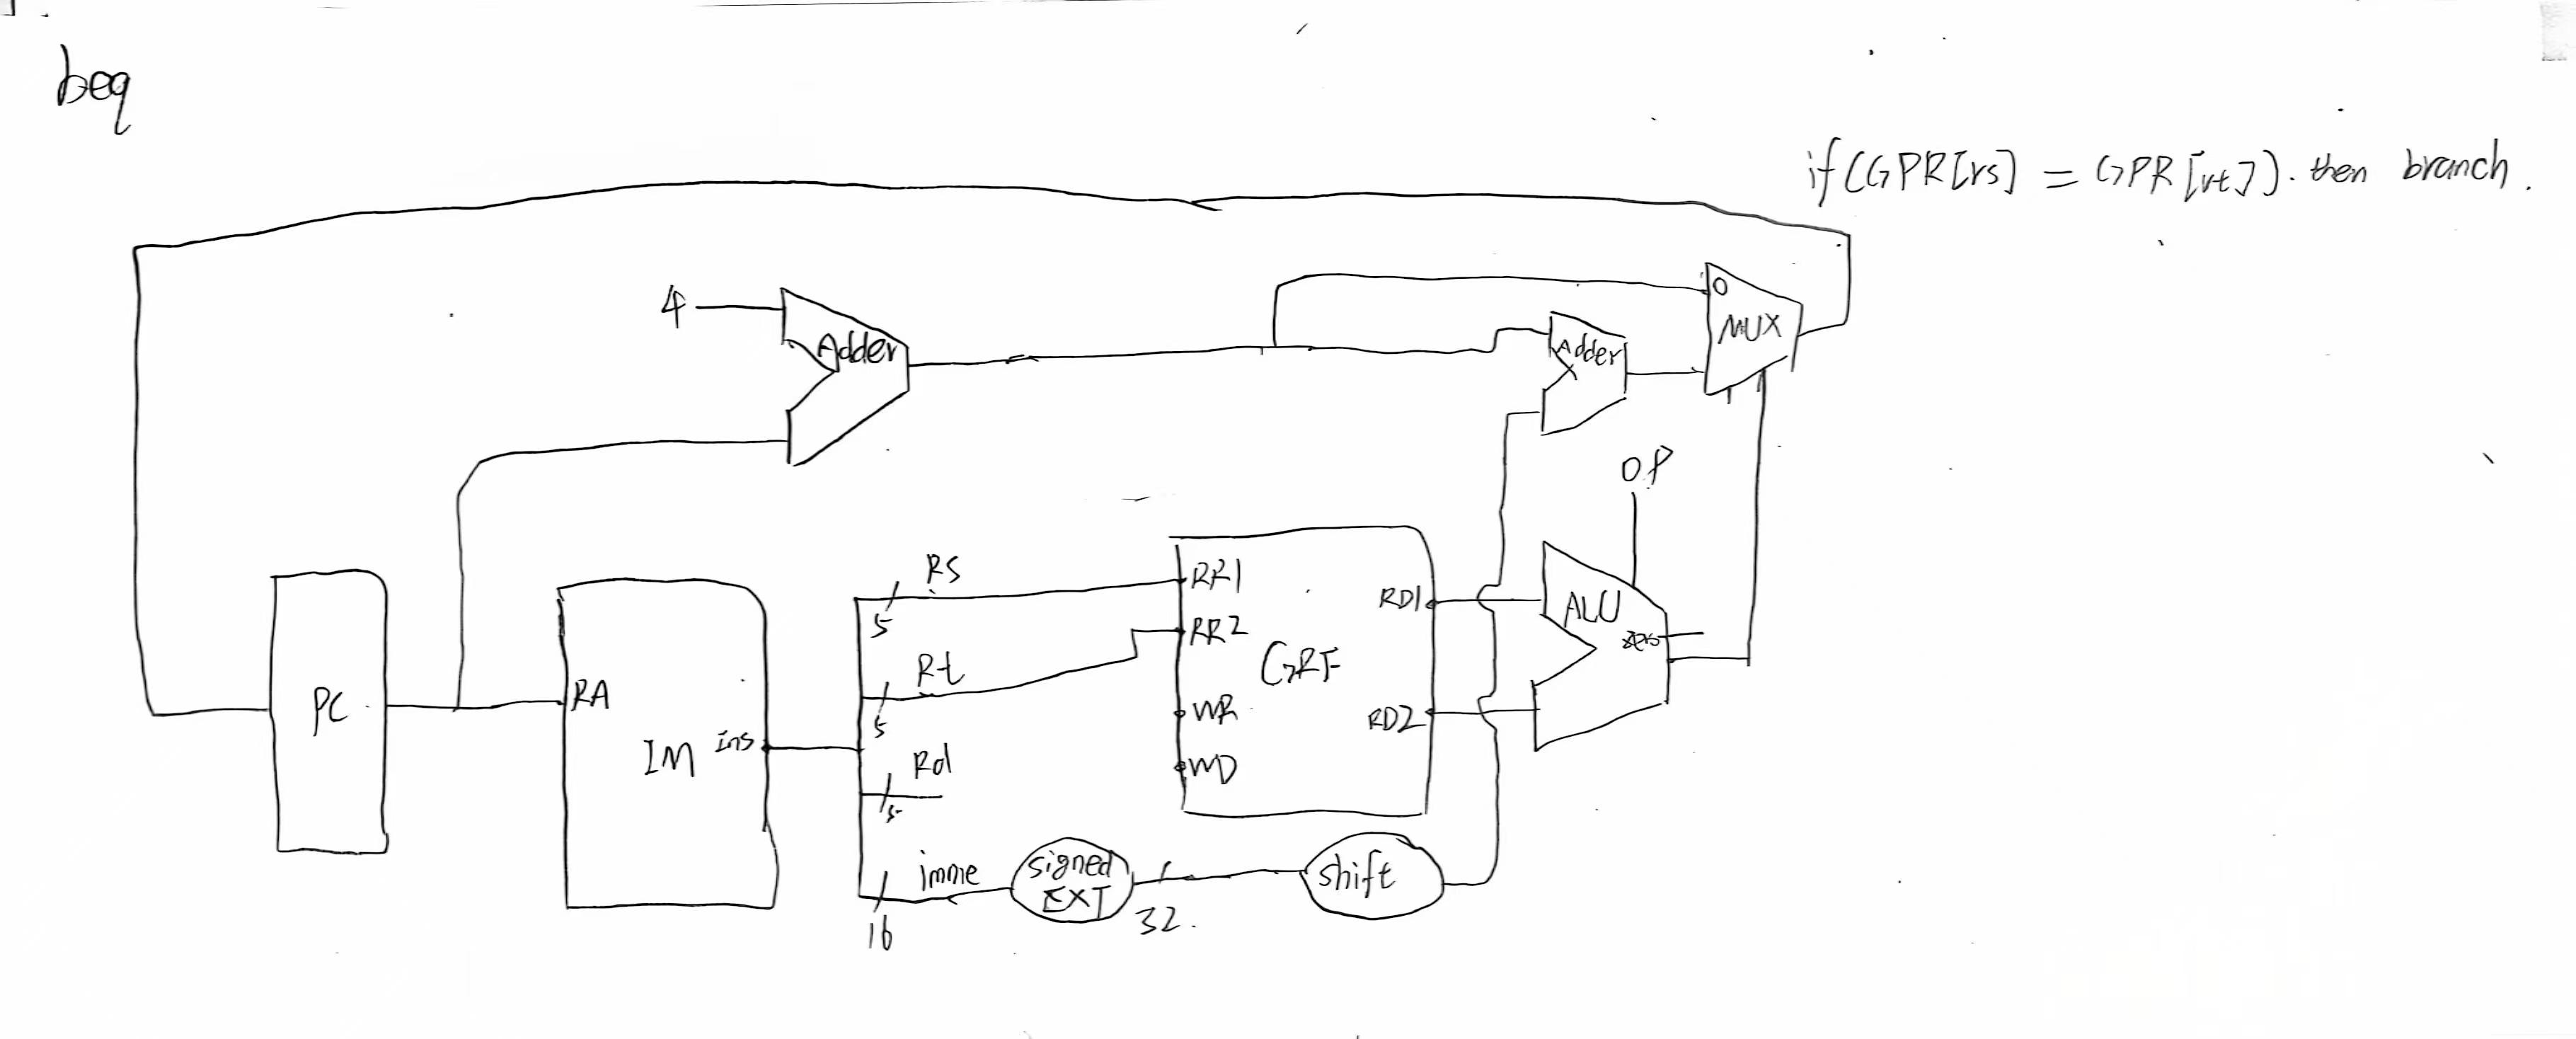 beq
if (GPR[rs] = GPR[rt]). then branch.
4
Adder
0
MUX
Adder
OP
Rs
5
RR1
RD1
ALU
RR2
zero
Rt
5
GRF
PC
RA
WR
RD2
IM
Ins
Rd
5
WD
imme
16
signed
EXT
32.
shift